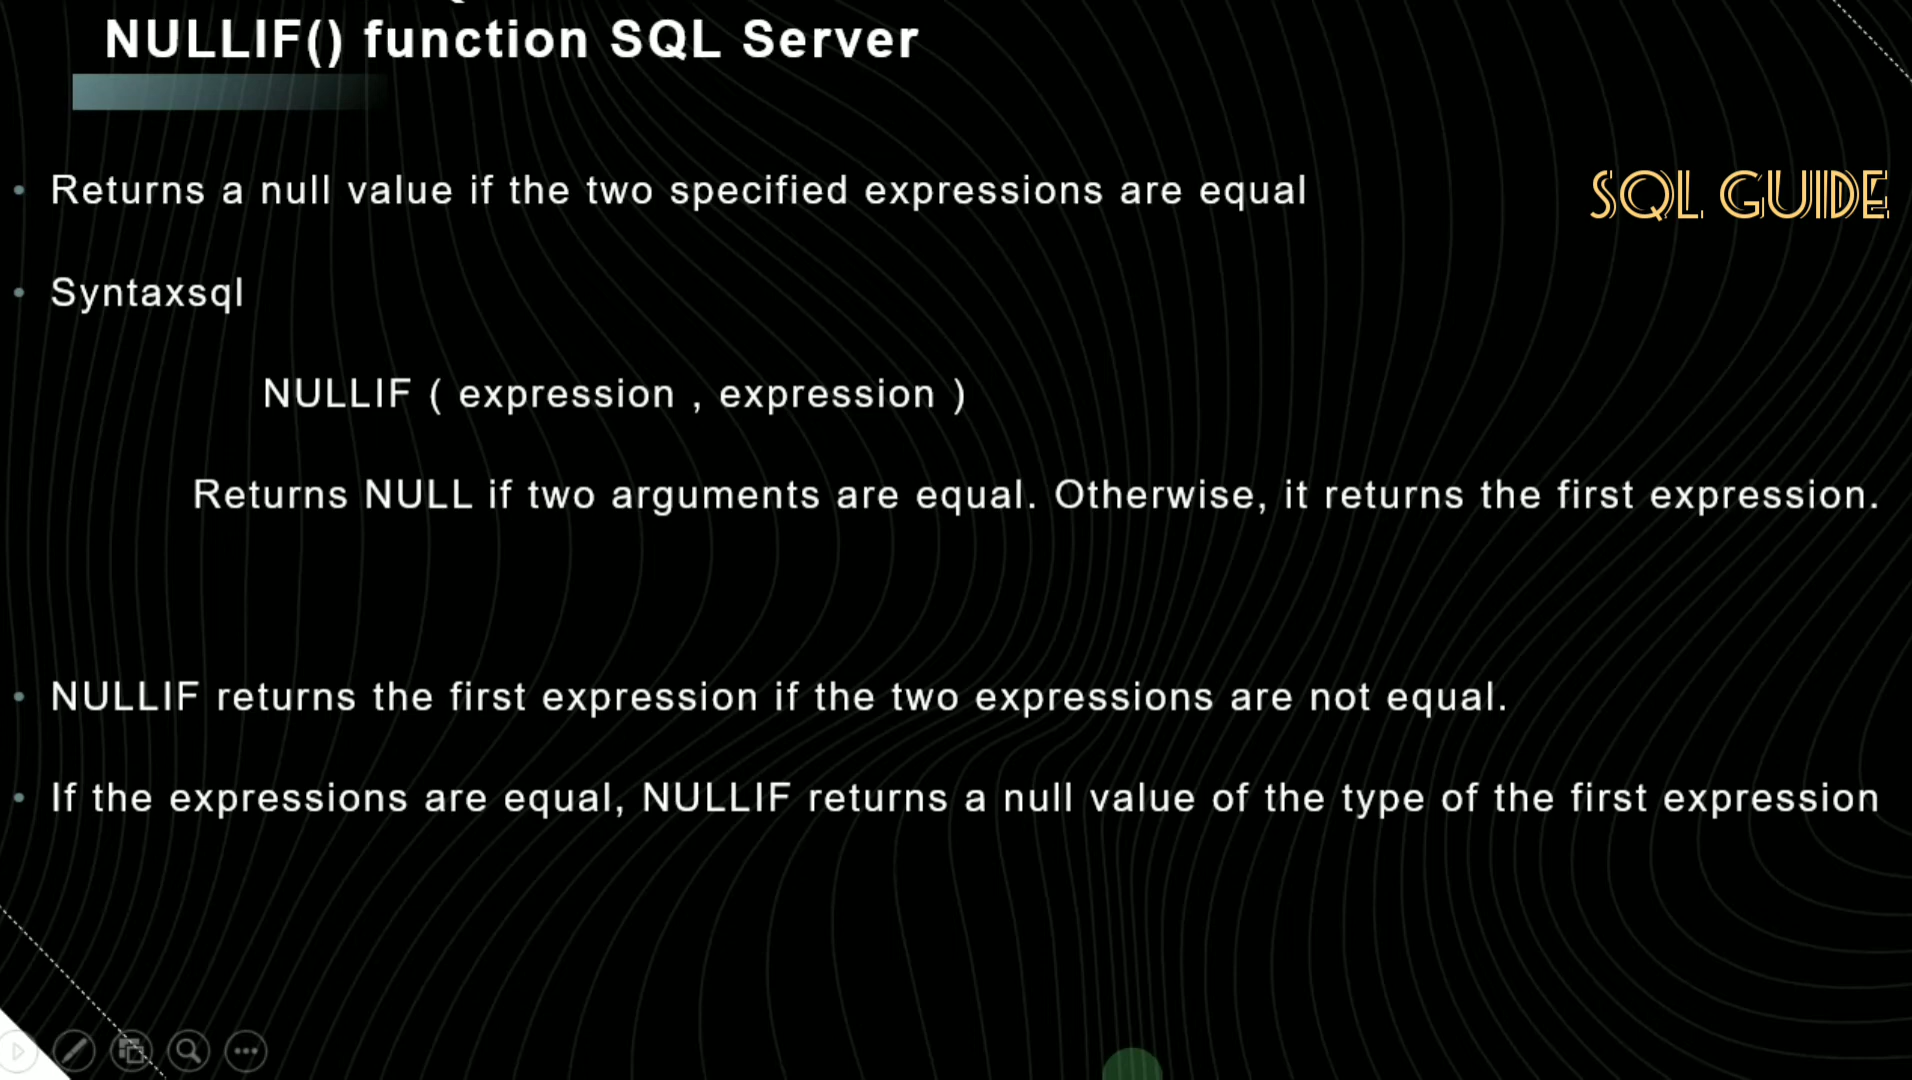 NULLIF() function SQL Server
• Returns a null value if the two specified expressions are equal
SQL GUIDE
• Syntaxsql
NULLIF ( expression , expression )
Returns NULL if two arguments are equal. Otherwise, it returns the first expression.
• NULLIF returns the first expression if the two expressions are not equal.
• If the expressions are equal, NULLIF returns a null value of the type of the first expression